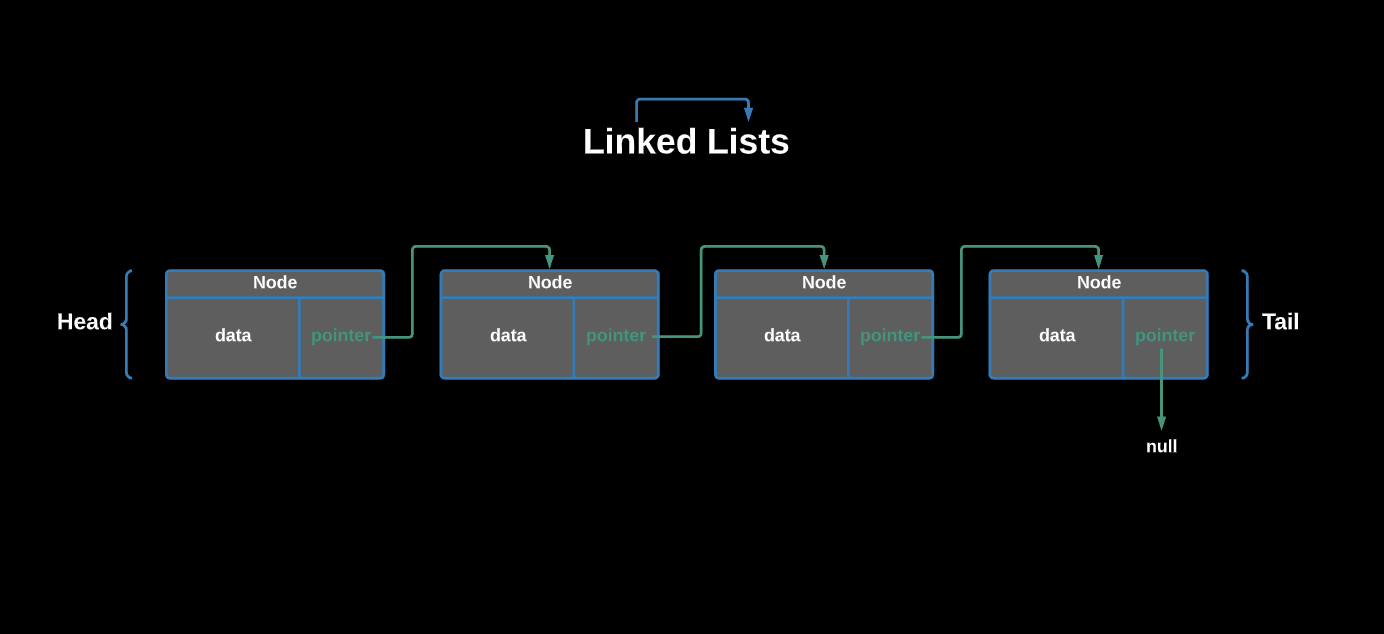 Linked Lists
Node
Node
Node
Node
Head
data
pointer
data
pointer
data
pointer
data
pointer
Tail
null